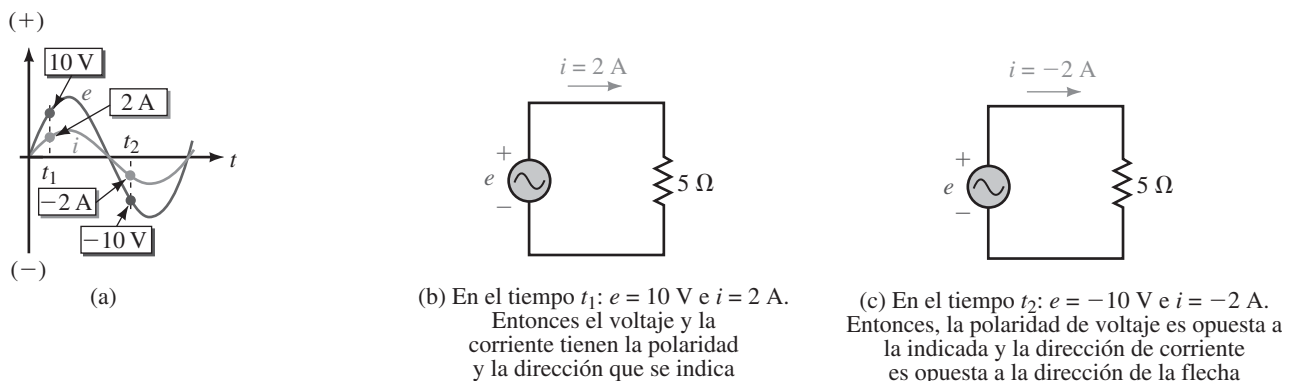 (+)
10 V
e
2 A
i
t₂
t
t₁
−2 A
−10 V
(−)
(a)
i = 2 A
+
e
−
5 Ω
(b) En el tiempo t₁: e = 10 V e i = 2 A.
Entonces el voltaje y la
corriente tienen la polaridad
y la dirección que se indica
i = −2 A
+
e
−
5 Ω
(c) En el tiempo t₂: e = −10 V e i = −2 A.
Entonces, la polaridad de voltaje es opuesta a
la indicada y la dirección de corriente
es opuesta a la dirección de la flecha